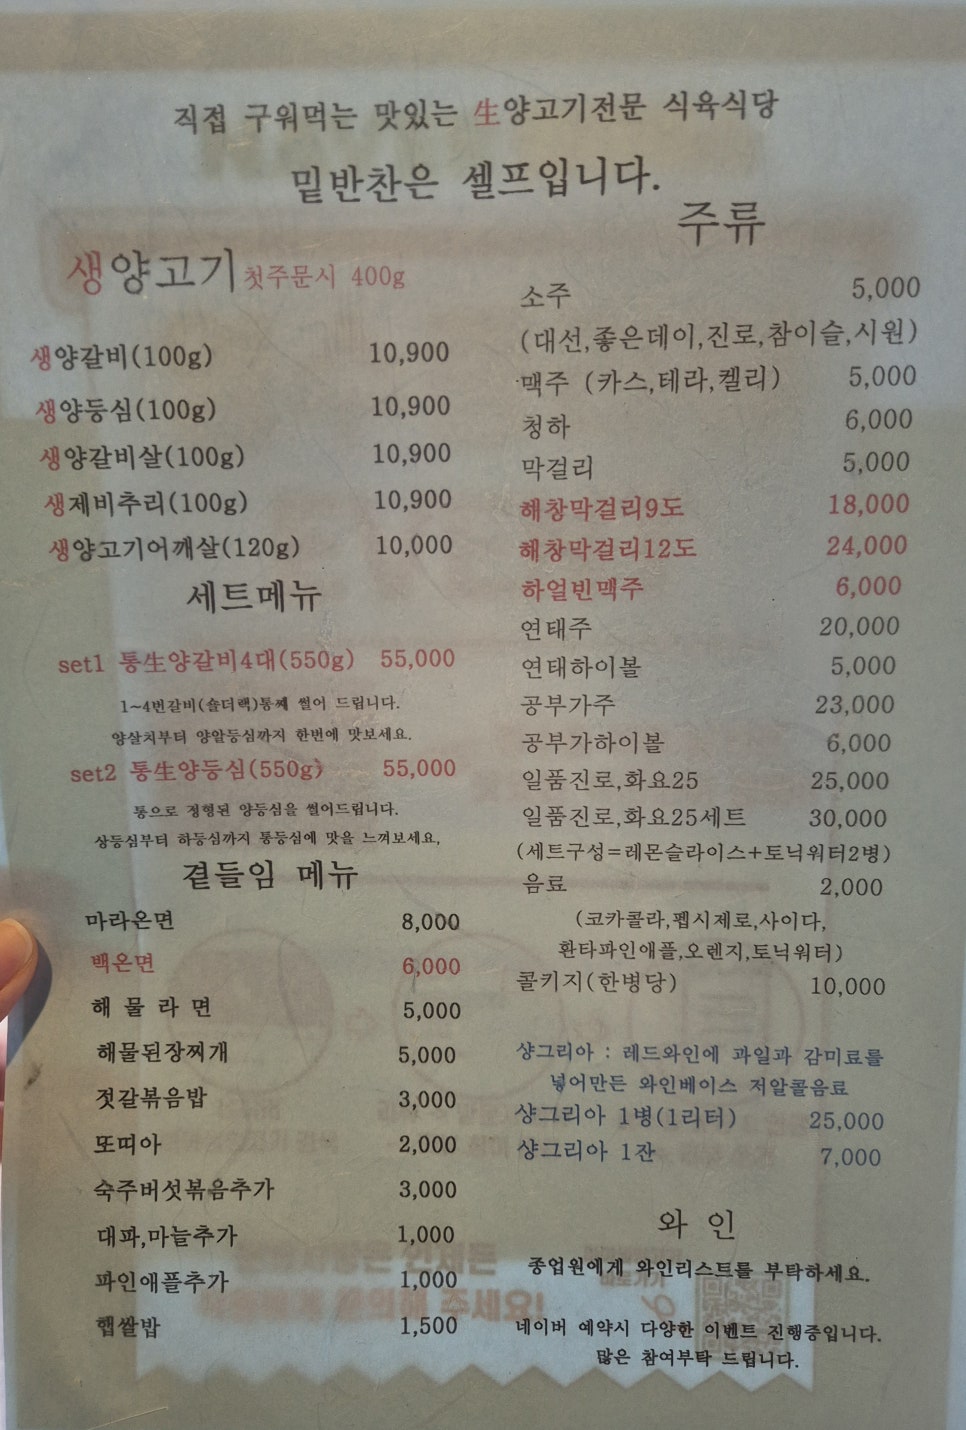 직접 구워먹는 맛있는 生양고기전문 식육식당
밑반찬은 셀프입니다.
생양고기 첫주문시 400g
생양갈비(100g) 10,900
생양등심(100g) 10,900
생양갈비살(100g) 10,900
생제비추리(100g) 10,900
생양고기어깨살(120g) 10,000
세트메뉴
set1 통生양갈비4대(550g) 55,000
1~4번갈비(숄더랙)통째 썰어 드립니다.
양살치부터 양알등심까지 한번에 맛보세요.
set2 통生양등심(550g) 55,000
통으로 정형된 양등심을 썰어드립니다.
상등심부터 하등심까지 통등심에 맛을 느껴보세요,
곁들임 메뉴
마라온면 8,000
백온면 6,000
해 물 라 면 5,000
해물된장찌개 5,000
젓갈볶음밥 3,000
또띠아 2,000
숙주버섯볶음추가 3,000
대파,마늘추가 1,000
파인애플추가 1,000
햅쌀밥 1,500
주류
소주 5,000
(대선,좋은데이,진로,참이슬,시원)
맥주 (카스,테라,켈리) 5,000
청하 6,000
막걸리 5,000
해창막걸리9도 18,000
해창막걸리12도 24,000
하얼빈맥주 6,000
연태주 20,000
연태하이볼 5,000
공부가주 23,000
공부가하이볼 6,000
일품진로,화요25 25,000
일품진로,화요25세트 30,000
(세트구성=레몬슬라이스+토닉워터2병)
음료 2,000
(코카콜라,펩시제로,사이다,
환타파인애플,오렌지,토닉워터)
콜키지(한병당) 10,000
샹그리아 : 레드와인에 과일과 감미료를
넣어만든 와인베이스 저알콜음료
샹그리아 1병(1리터) 25,000
샹그리아 1잔 7,000
와 인
종업원에게 와인리스트를 부탁하세요.
네이버 예약시 다양한 이벤트 진행중입니다.
많은 참여부탁 드립니다.